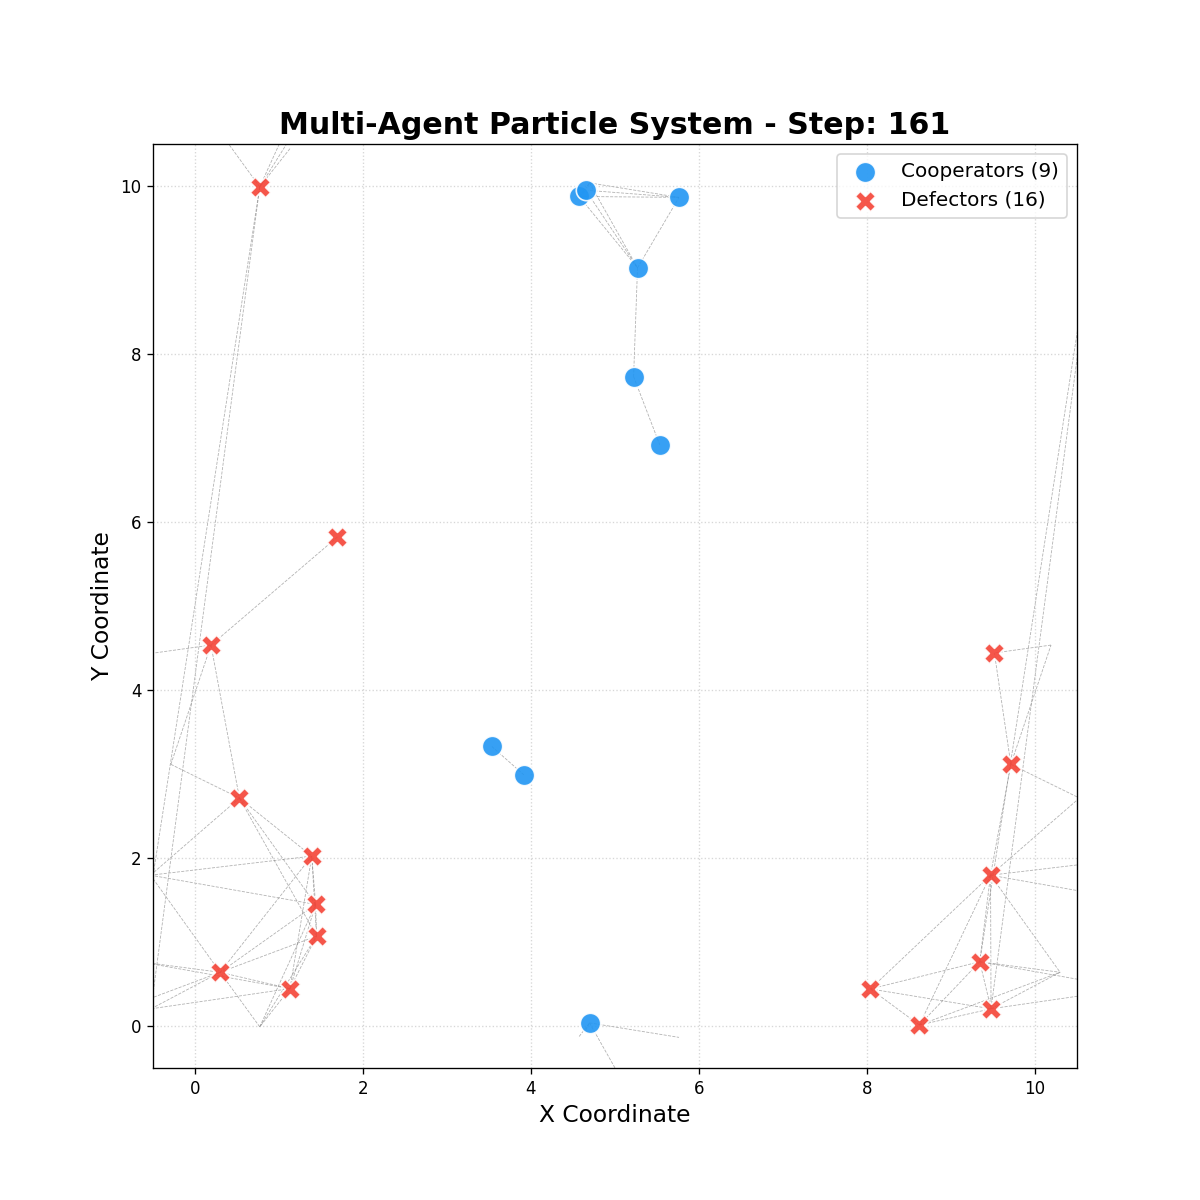 Multi-Agent Particle System - Step: 161
Cooperators (9)
Defectors (16)
10
8
6
4
2
0
Y Coordinate
0 2 4 6 8 10
X Coordinate